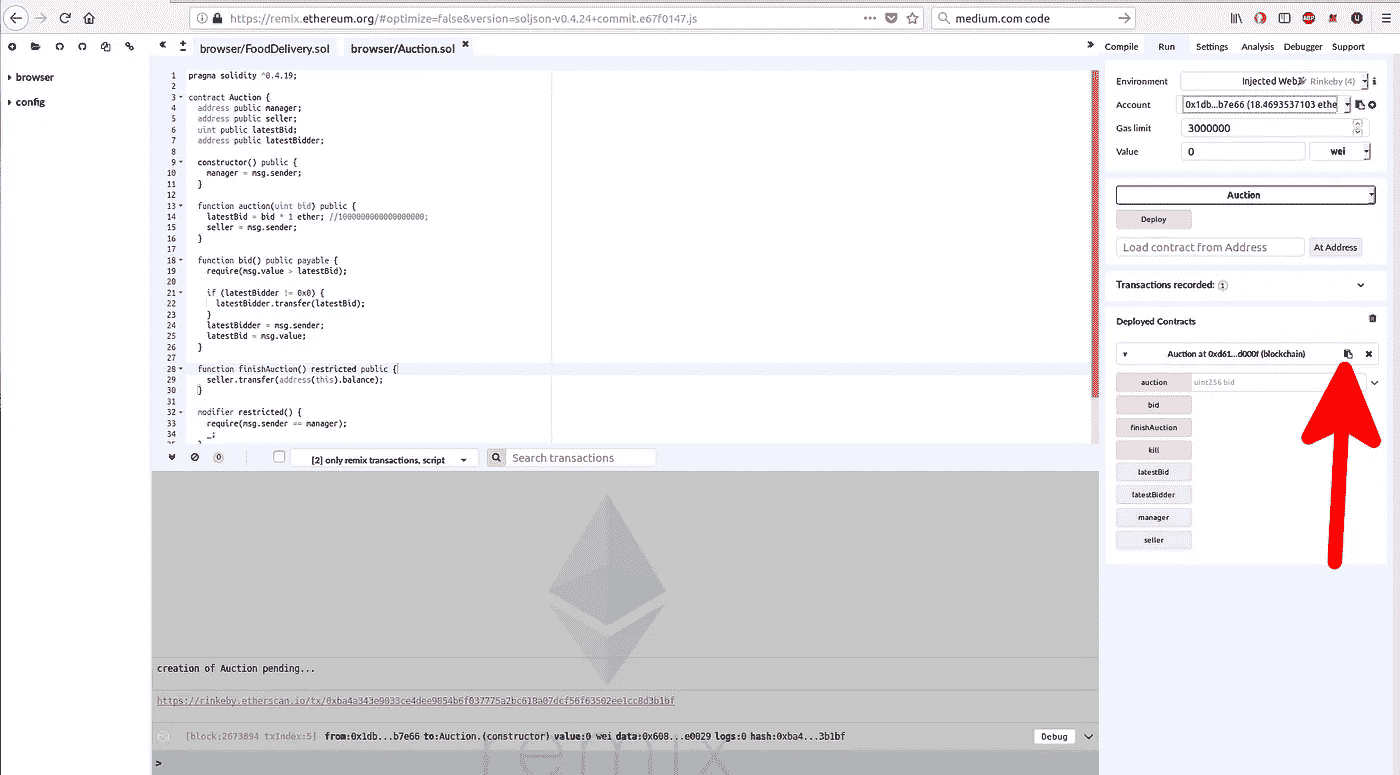 https://remix.ethereum.org/#optimize=false&version=soljson-v0.4.24+commit.e67f0147.js
medium.com code
ABP
U
browser/FoodDelivery.sol
browser/Auction.sol
Compile Run Settings Analysis Debugger Support
browser
config
1 pragma solidity ^0.4.19;
2
3 contract Auction {
4 address public manager;
5 address public seller;
6 uint public latestBid;
7 address public latestBidder;
8
9 constructor() public {
10 manager = msg.sender;
11 }
12
13 function auction(uint bid) public {
14 latestBid = bid * 1 ether; //1000000000000000000;
15 seller = msg.sender;
16 }
17
18 function bid() public payable {
19 require(msg.value > latestBid);
20
21 if (latestBidder != 0x0) {
22 latestBidder.transfer(latestBid);
23 }
24 latestBidder = msg.sender;
25 latestBid = msg.value;
26 }
27
28 function finishAuction() restricted public {
29 seller.transfer(address(this).balance);
30 }
31
32 modifier restricted() {
33 require(msg.sender == manager);
34 _;
0
[2] only remix transactions, script
Search transactions
creation of Auction pending...
https://rinkeby.etherscan.io/tx/0xba4a343e9033ce4dee9854b6f037775a2bc618a07dcf56f63502ee1cc8d3b1bf
[block:2673894 txIndex:5] from:0x1db...b7e66 to:Auction.(constructor) value:0 wei data:0x608...e0029 logs:0 hash:0xba4...3b1bf
Debug
remix
>
Environment Injected Web3 Rinkeby (4)
Account 0x1db...b7e66 (18.4693537103 ethe
Gas limit 3000000
Value 0 wei
Auction
Deploy
Load contract from Address At Address
Transactions recorded: 1
Deployed Contracts
Auction at 0xd61...d000f (blockchain)
auction uint256 bid
bid
finishAuction
kill
latestBid
latestBidder
manager
seller